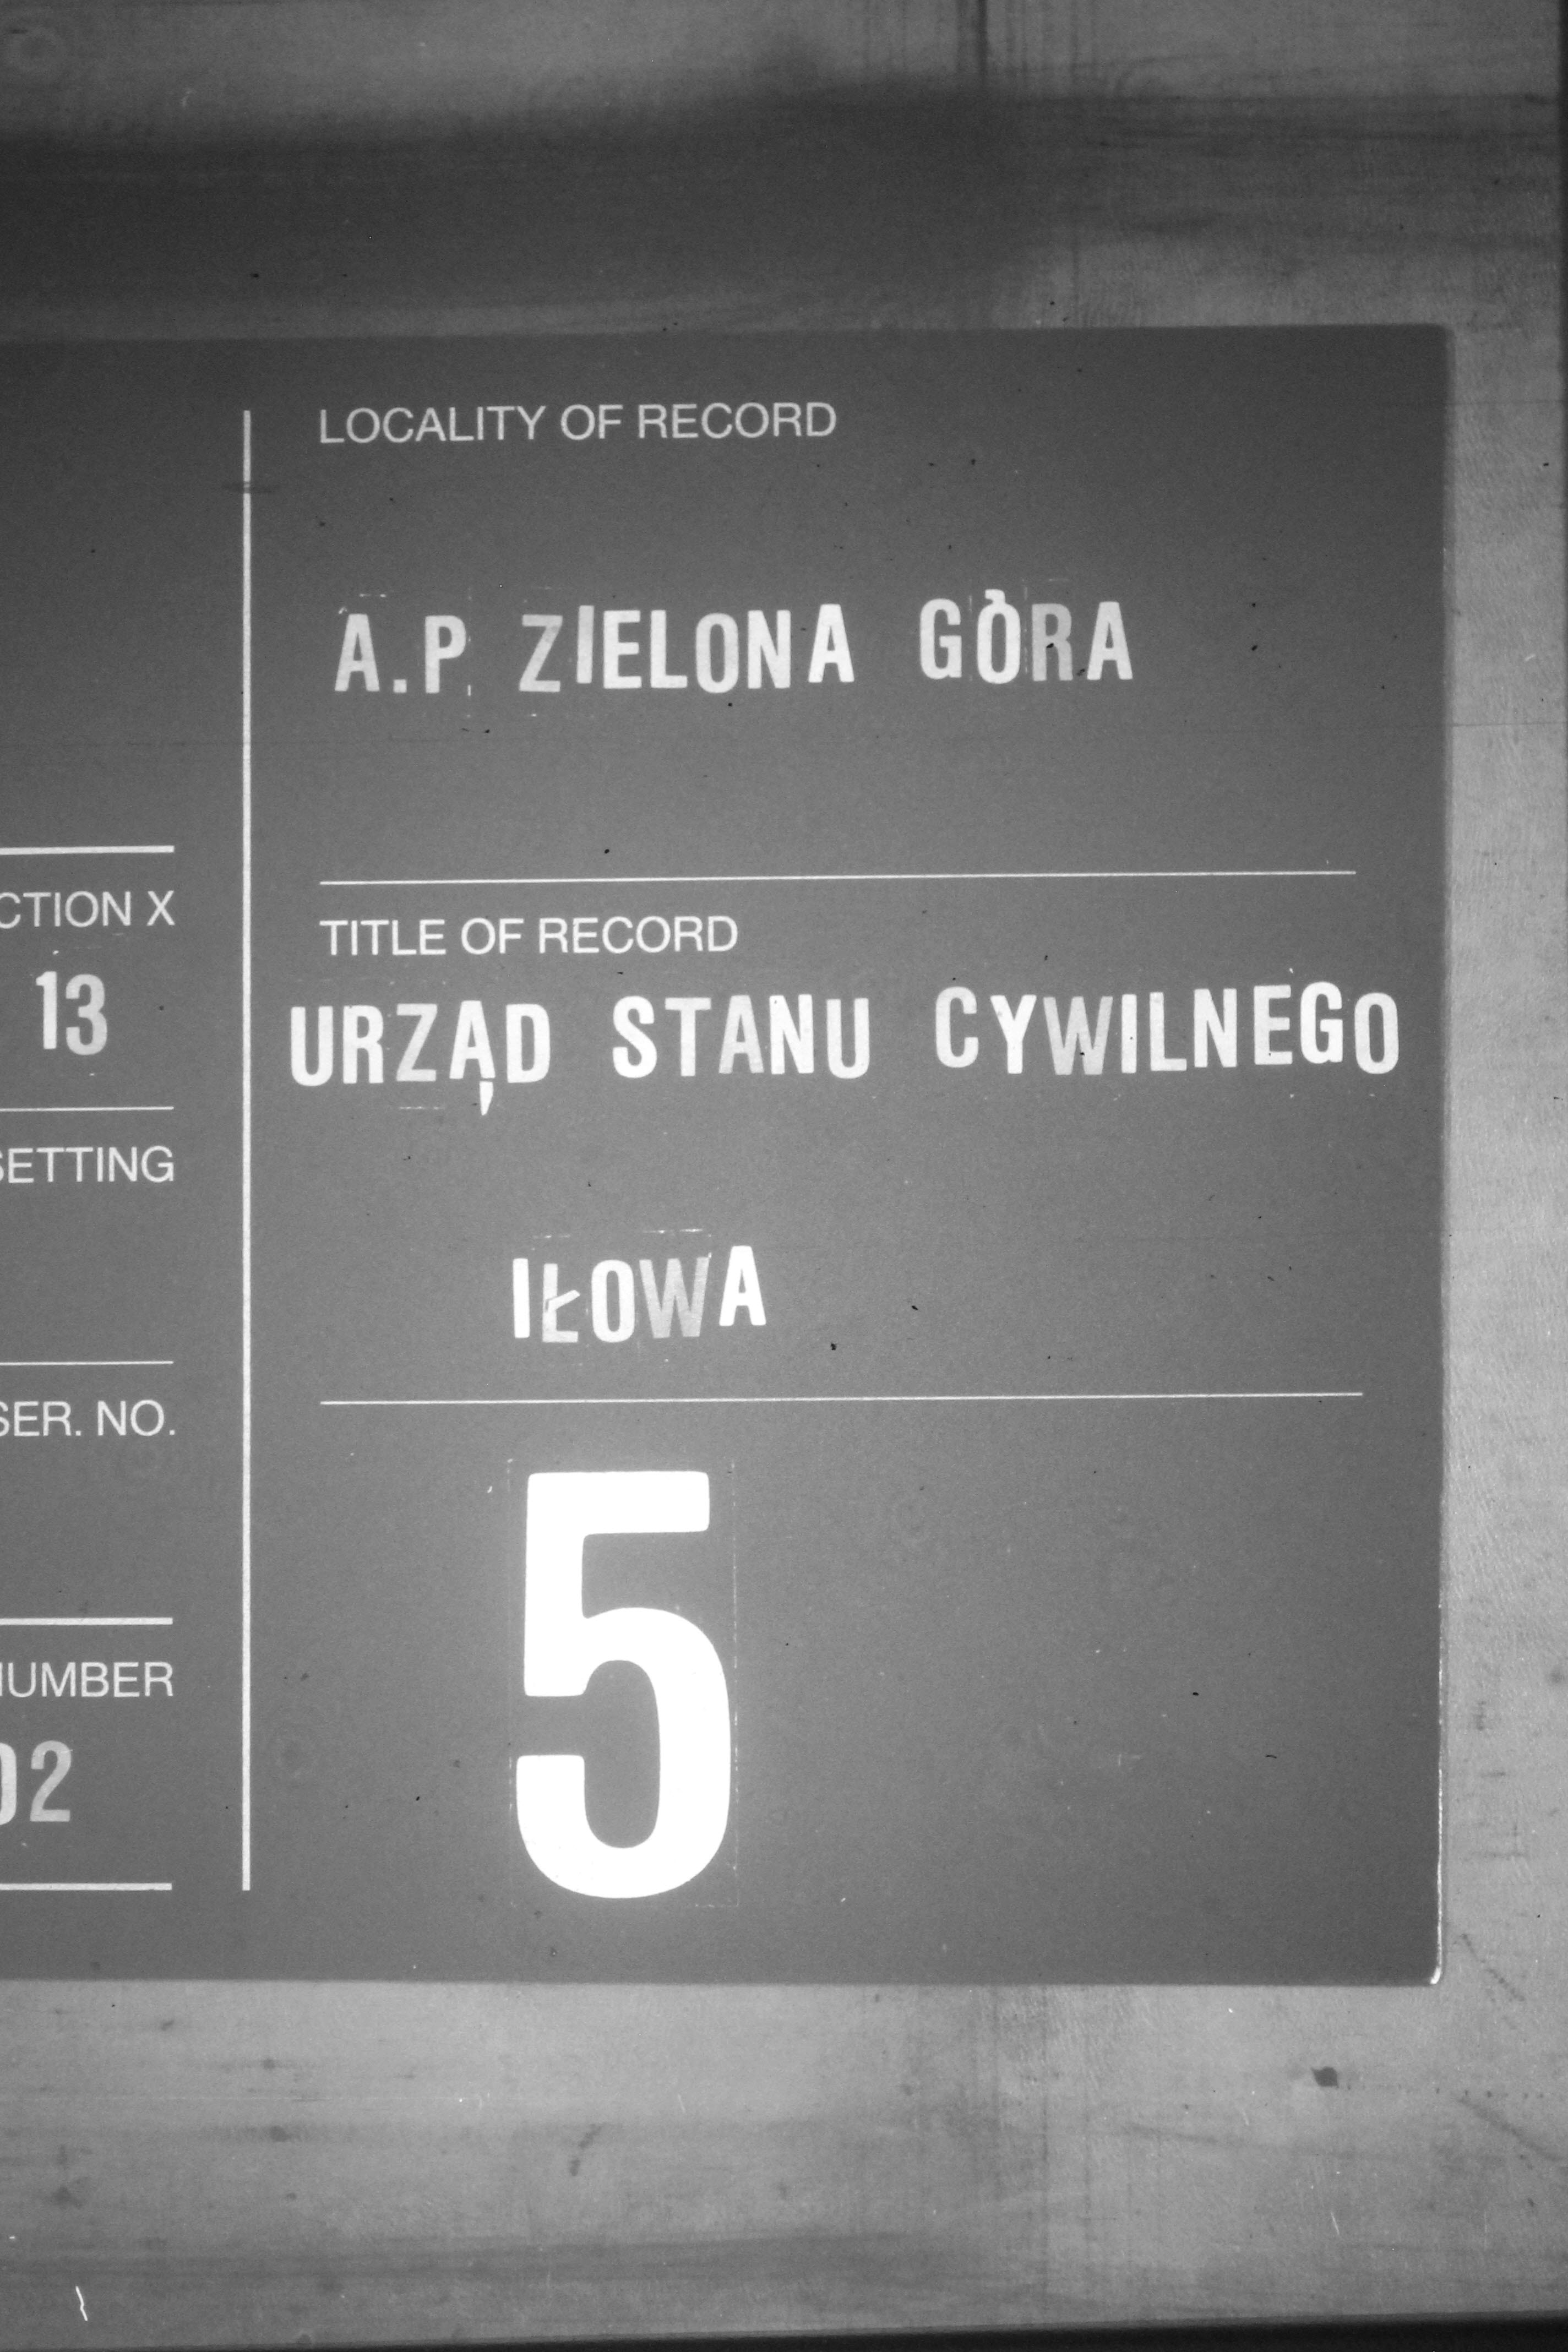 CTION X
13
SETTING
SER. NO.
NUMBER
02
LOCALITY OF RECORD
A.P. ZIELONA GÒRA
TITLE OF RECORD
URZĄD STANU CYWILNEGO
IŁOWA
5